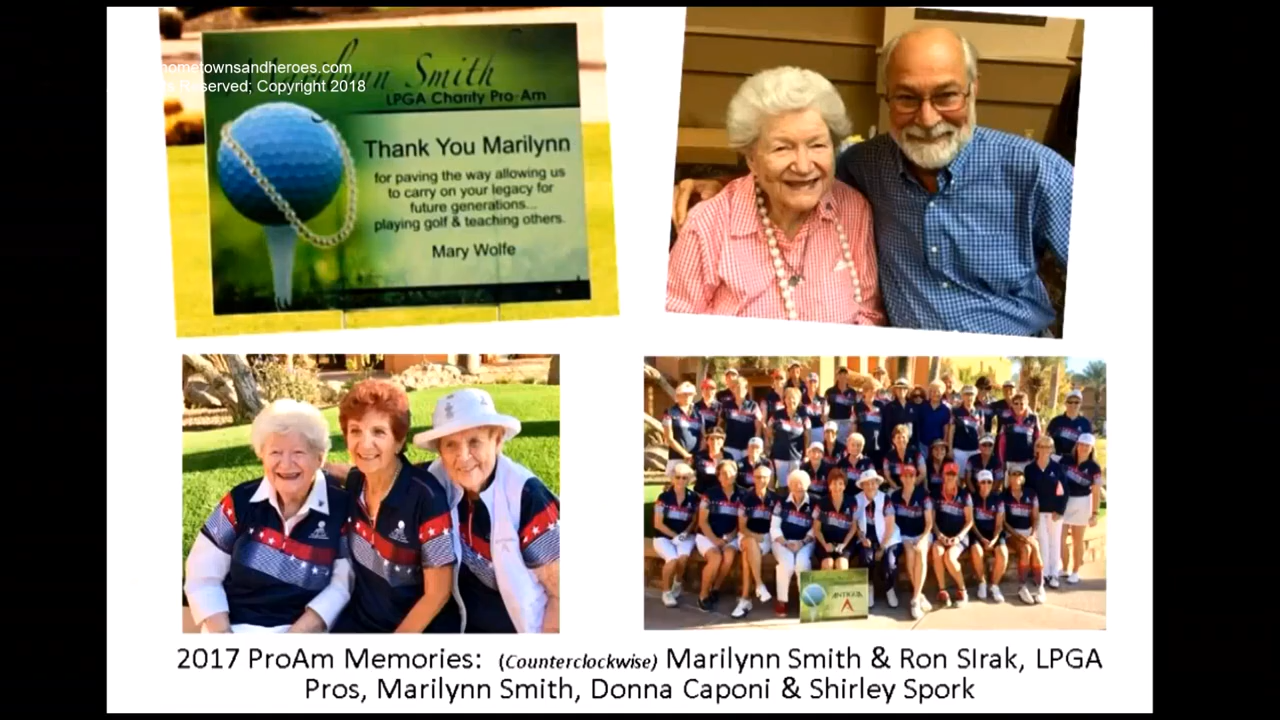 hometownsandheroes.com
Reserved; Copyright 2018
Smith
LPGA Charity Pro-Am
Thank You Marilynn
for paving the way allowing us
to carry on your legacy for
future generations...
playing golf & teaching others.
Mary Wolfe
ANTIGUA
2017 ProAm Memories: (Counterclockwise) Marilynn Smith & Ron SIrak, LPGA
Pros, Marilynn Smith, Donna Caponi & Shirley Spork